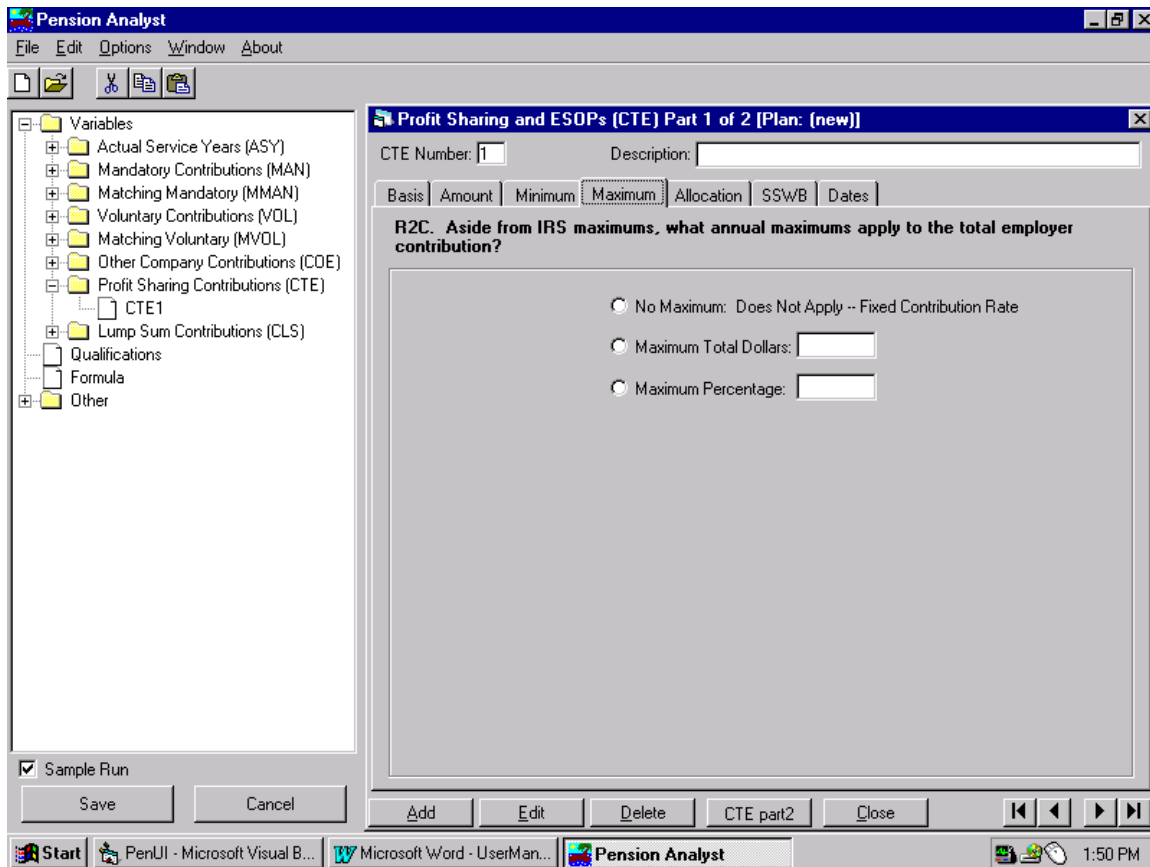 Pension Analyst
File Edit Options Window About
Variables
Actual Service Years (ASY)
Mandatory Contributions (MAN)
Matching Mandatory (MMAN)
Voluntary Contributions (VOL)
Matching Voluntary (MVOL)
Other Company Contributions (COE)
Profit Sharing Contributions (CTE)
CTE1
Lump Sum Contributions (CLS)
Qualifications
Formula
Other
Sample Run
Save Cancel
Profit Sharing and ESOPs (CTE) Part 1 of 2 [Plan: (new)]
CTE Number: 1 Description:
Basis Amount Minimum Maximum Allocation SSWB Dates
R2C. Aside from IRS maximums, what annual maximums apply to the total employer
contribution?
No Maximum: Does Not Apply -- Fixed Contribution Rate
Maximum Total Dollars:
Maximum Percentage:
Add Edit Delete CTE part2 Close
Start PenUI - Microsoft Visual B... Microsoft Word - UserMan... Pension Analyst 1:50 PM